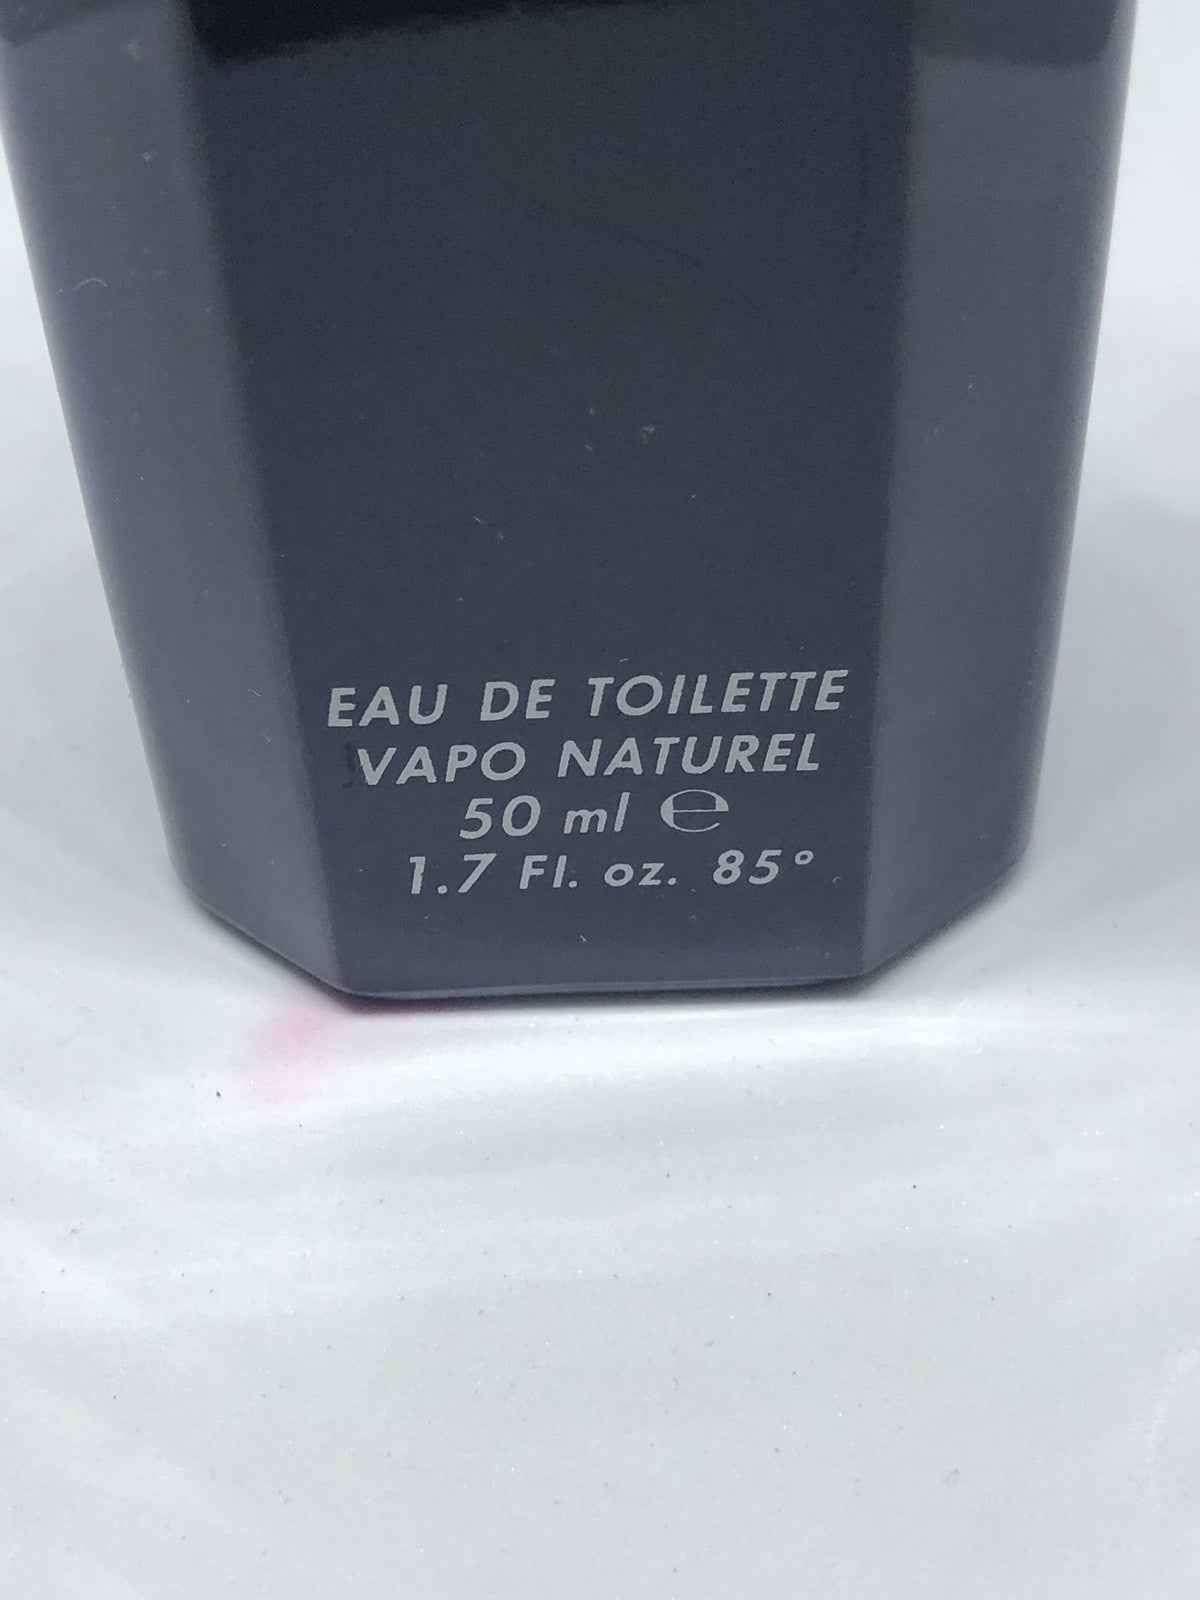 EAU DE TOILETTE
VAPO NATUREL
50 ml ℮
1.7 Fl. oz. 85°